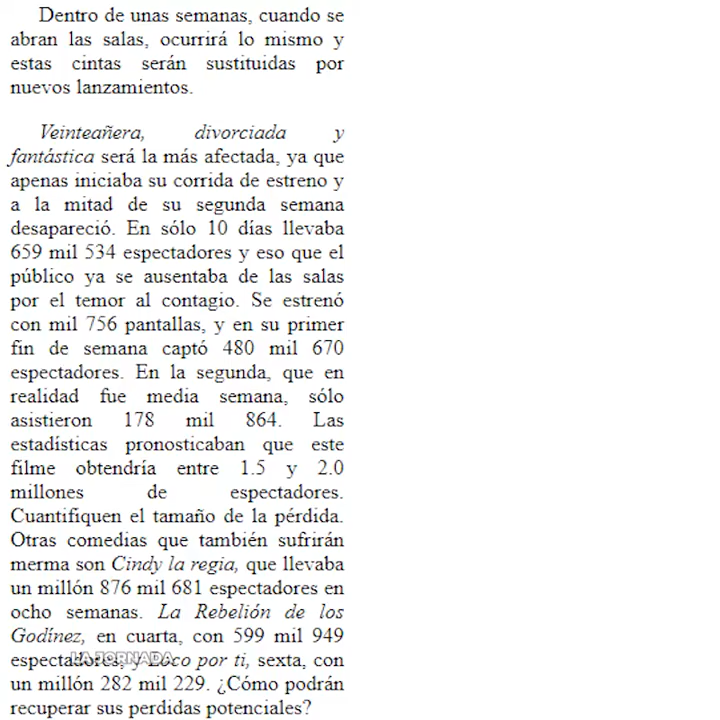 Dentro de unas semanas, cuando se
abran las salas, ocurrirá lo mismo y
estas cintas serán sustituidas por
nuevos lanzamientos.
Veinteañera, divorciada y
fantástica será la más afectada, ya que
apenas iniciaba su corrida de estreno y
a la mitad de su segunda semana
desapareció. En sólo 10 días llevaba
659 mil 534 espectadores y eso que el
público ya se ausentaba de las salas
por el temor al contagio. Se estrenó
con mil 756 pantallas, y en su primer
fin de semana captó 480 mil 670
espectadores. En la segunda, que en
realidad fue media semana, sólo
asistieron 178 mil 864. Las
estadísticas pronosticaban que este
filme obtendría entre 1.5 y 2.0
millones de espectadores.
Cuantifiquen el tamaño de la pérdida.
Otras comedias que también sufrirán
merma son Cindy la regia, que llevaba
un millón 876 mil 681 espectadores en
ocho semanas. La Rebelión de los
Godínez, en cuarta, con 599 mil 949
espectadores, y Loco por ti, sexta, con
LA JORNADA
un millón 282 mil 229. ¿Cómo podrán
recuperar sus perdidas potenciales?